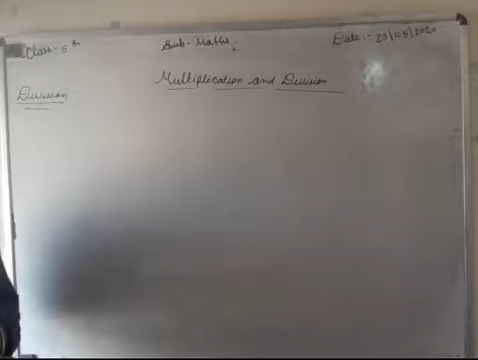 Class:- 5th Sub- Maths. Date:- 23/05/2020
Multiplication and Division
Division: